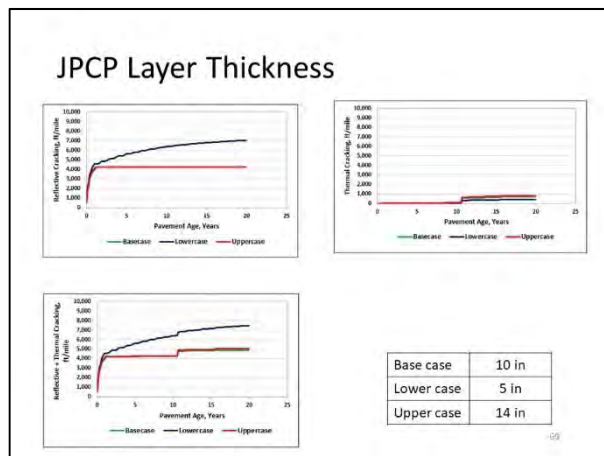 JPCP Layer Thickness
10,000
9,000
8,000
7,000
6,000
5,000
4,000
3,000
2,000
1,000
0
Reflective Cracking, ft/mile
0 5 10 15 20 25
Pavement Age, Years
Basecase Lowercase Uppercase
10,000
9,000
8,000
7,000
6,000
5,000
4,000
3,000
2,000
1,000
0
Thermal Cracking, ft/mile
0 5 10 15 20 25
Pavement Age, Years
Basecase Lowercase Uppercase
10,000
9,000
8,000
7,000
6,000
5,000
4,000
3,000
2,000
1,000
0
Reflective + Thermal Cracking,
ft/mile
0 5 10 15 20 25
Pavement Age, Years
Basecase Lowercase Uppercase
Base case 10 in
Lower case 5 in
Upper case 14 in